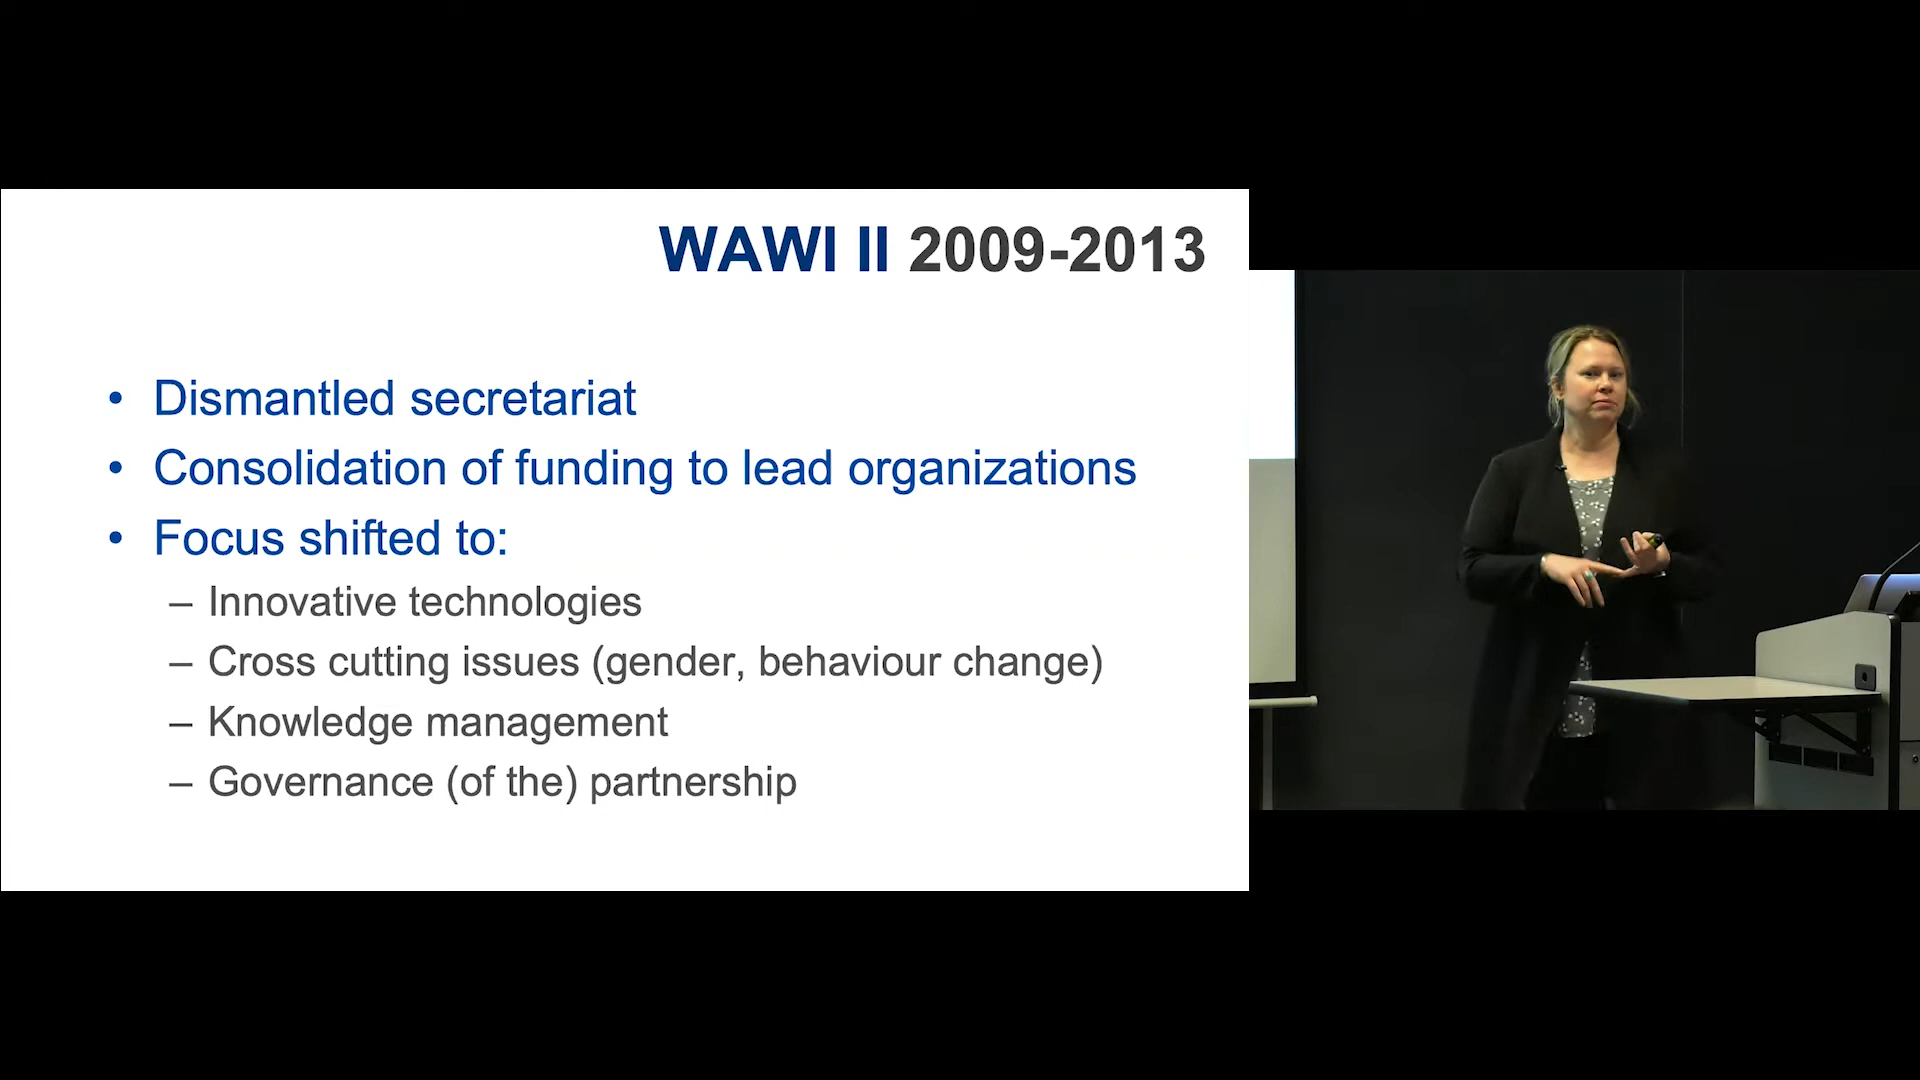 WAWI II 2009-2013
• Dismantled secretariat
• Consolidation of funding to lead organizations
• Focus shifted to:
– Innovative technologies
– Cross cutting issues (gender, behaviour change)
– Knowledge management
– Governance (of the) partnership